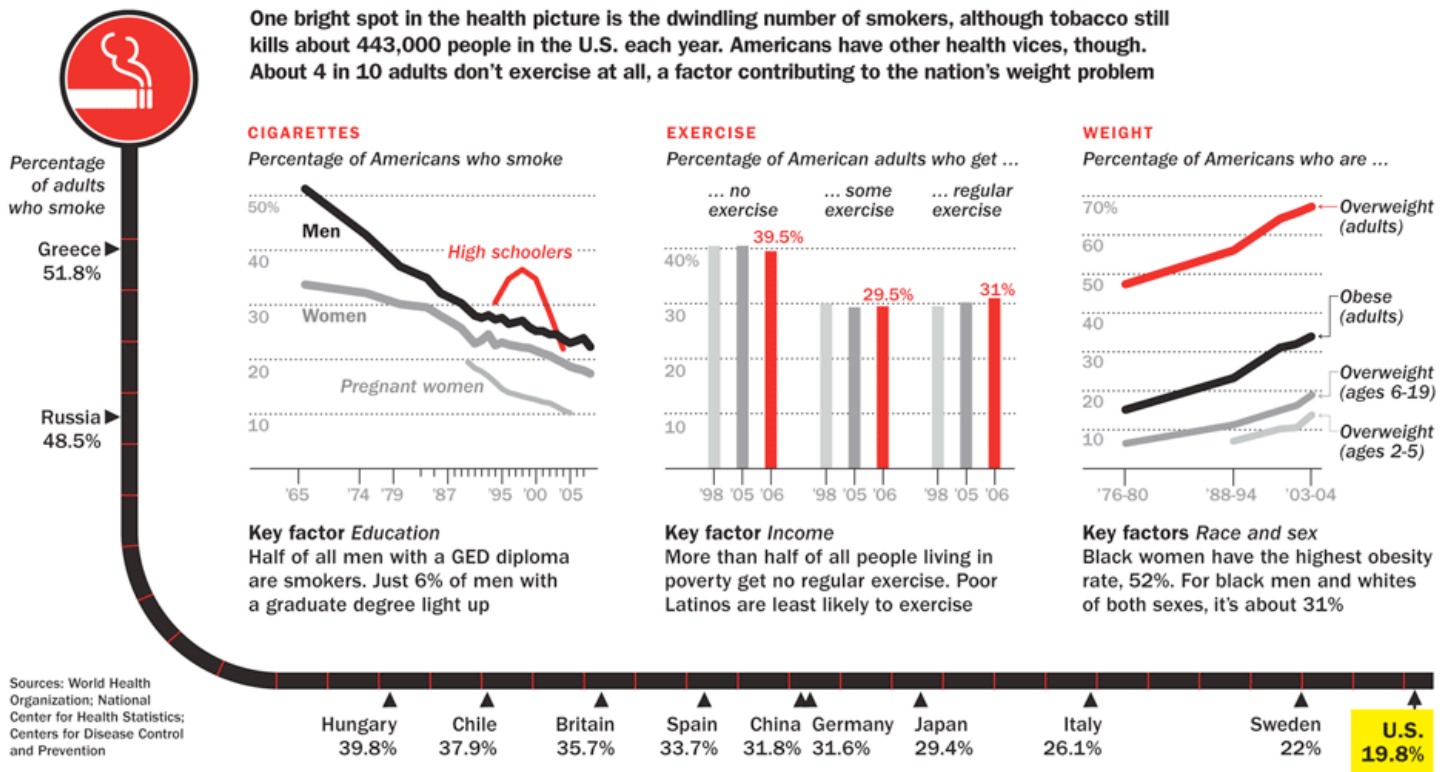 One bright spot in the health picture is the dwindling number of smokers, although tobacco still
kills about 443,000 people in the U.S. each year. Americans have other health vices, though.
About 4 in 10 adults don't exercise at all, a factor contributing to the nation's weight problem
Percentage
of adults
who smoke
Greece
51.8%
Russia
48.5%
CIGARETTES
Percentage of Americans who smoke
50%
40
30
20
10
Men
High schoolers
Women
Pregnant women
'65 '74 '79 '87 '95 '00 '05
Key factor Education
Half of all men with a GED diploma
are smokers. Just 6% of men with
a graduate degree light up
EXERCISE
Percentage of American adults who get ...
... no
exercise
... some
exercise
... regular
exercise
40%
30
20
10
39.5%
29.5%
31%
'98 '05 '06 '98 '05 '06 '98 '05 '06
Key factor Income
More than half of all people living in
poverty get no regular exercise. Poor
Latinos are least likely to exercise
WEIGHT
Percentage of Americans who are ...
70%
60
50
40
30
20
10
Overweight
(adults)
Obese
(adults)
Overweight
(ages 6-19)
Overweight
(ages 2-5)
'76-80 '88-94 '03-04
Key factors Race and sex
Black women have the highest obesity
rate, 52%. For black men and whites
of both sexes, it's about 31%
Sources: World Health
Organization; National
Center for Health Statistics;
Centers for Disease Control
and Prevention
Hungary
39.8%
Chile
37.9%
Britain
35.7%
Spain
33.7%
China
31.8%
Germany
31.6%
Japan
29.4%
Italy
26.1%
Sweden
22%
U.S.
19.8%